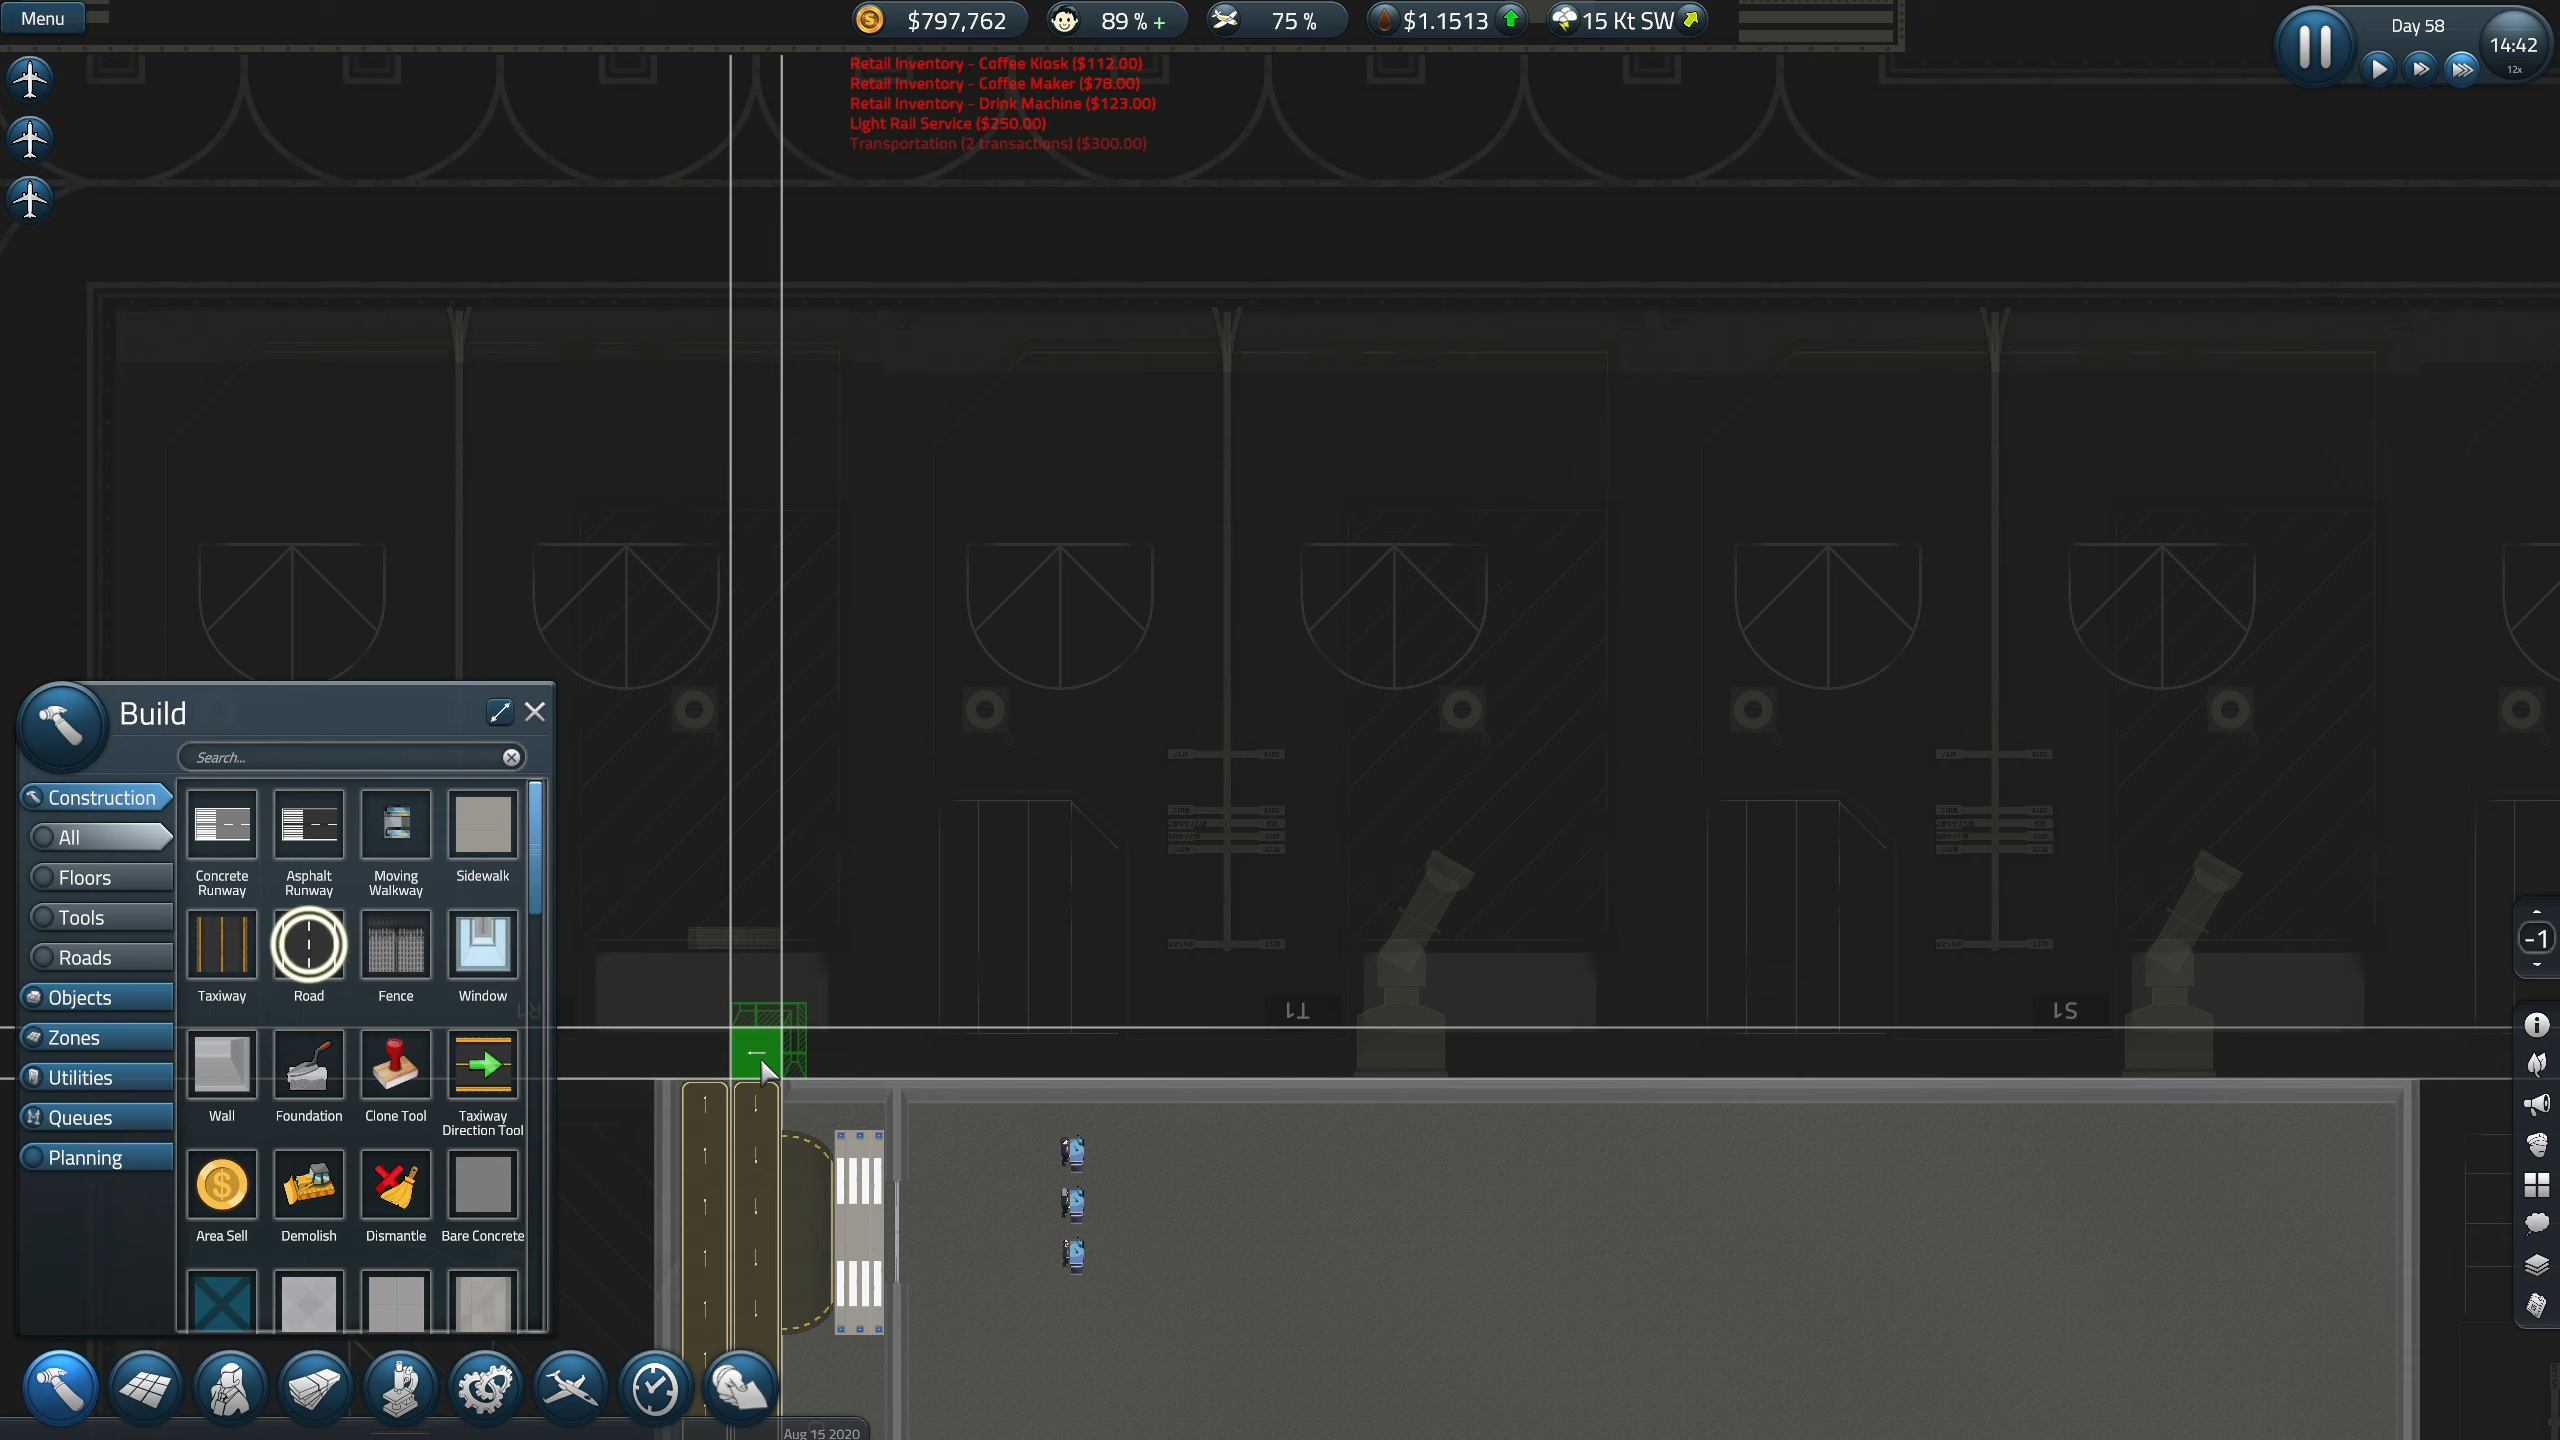 Menu
$797,762
89 % +
75 %
$1.1513
15 Kt SW
Day 58
14:42
12x
Retail Inventory - Coffee Kiosk ($112.00)
Retail Inventory - Coffee Maker ($78.00)
Retail Inventory - Drink Machine ($123.00)
Light Rail Service ($250.00)
Transportation (2 transactions) ($300.00)
Build
Search...
Construction
All
Floors
Tools
Roads
Objects
Zones
Utilities
Queues
Planning
Concrete Runway
Asphalt Runway
Moving Walkway
Sidewalk
Taxiway
Road
Fence
Window
Wall
Foundation
Clone Tool
Taxiway Direction Tool
Area Sell
Demolish
Dismantle
Bare Concrete
R1
T1
S1
-1
Aug 15 2020